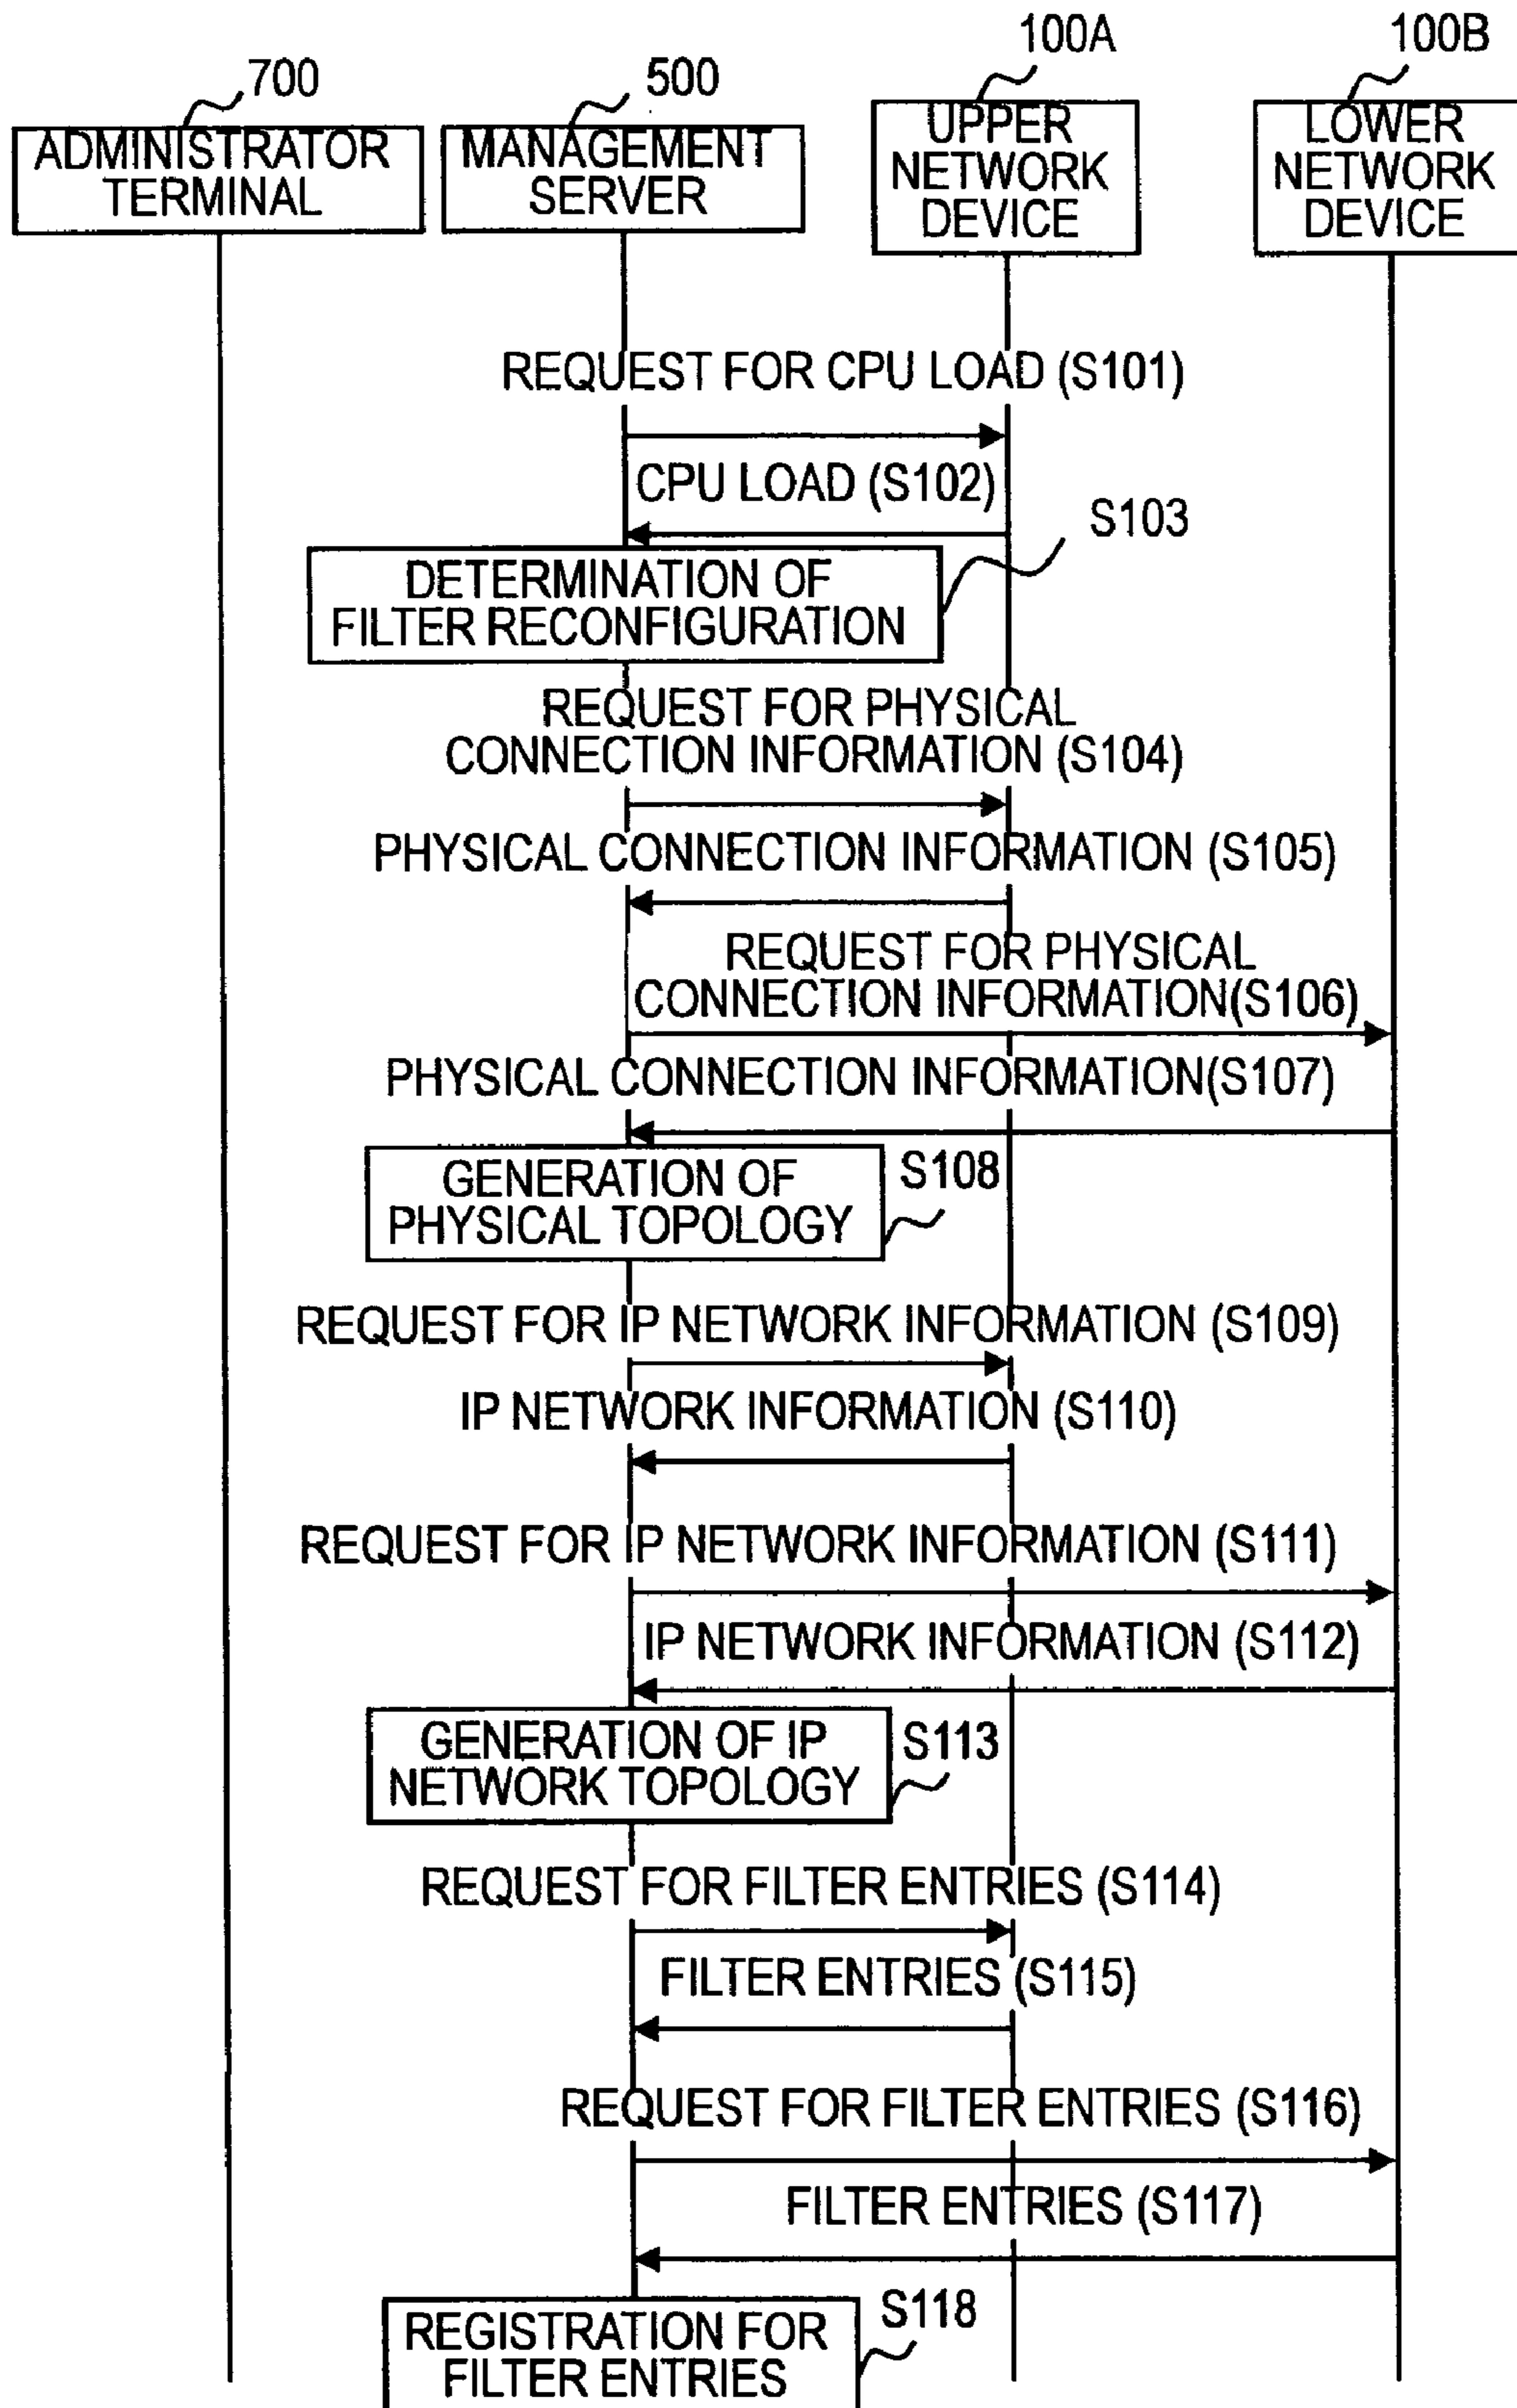 700
500
100A
100B
ADMINISTRATOR
TERMINAL
MANAGEMENT
SERVER
UPPER
NETWORK
DEVICE
LOWER
NETWORK
DEVICE
REQUEST FOR CPU LOAD (S101)
CPU LOAD (S102)
S103
DETERMINATION OF
FILTER RECONFIGURATION
REQUEST FOR PHYSICAL
CONNECTION INFORMATION (S104)
PHYSICAL CONNECTION INFORMATION (S105)
REQUEST FOR PHYSICAL
CONNECTION INFORMATION(S106)
PHYSICAL CONNECTION INFORMATION(S107)
GENERATION OF
PHYSICAL TOPOLOGY
S108
REQUEST FOR IP NETWORK INFORMATION (S109)
IP NETWORK INFORMATION (S110)
REQUEST FOR IP NETWORK INFORMATION (S111)
IP NETWORK INFORMATION (S112)
GENERATION OF IP
NETWORK TOPOLOGY
S113
REQUEST FOR FILTER ENTRIES (S114)
FILTER ENTRIES (S115)
REQUEST FOR FILTER ENTRIES (S116)
FILTER ENTRIES (S117)
S118
REGISTRATION FOR
FILTER ENTRIES